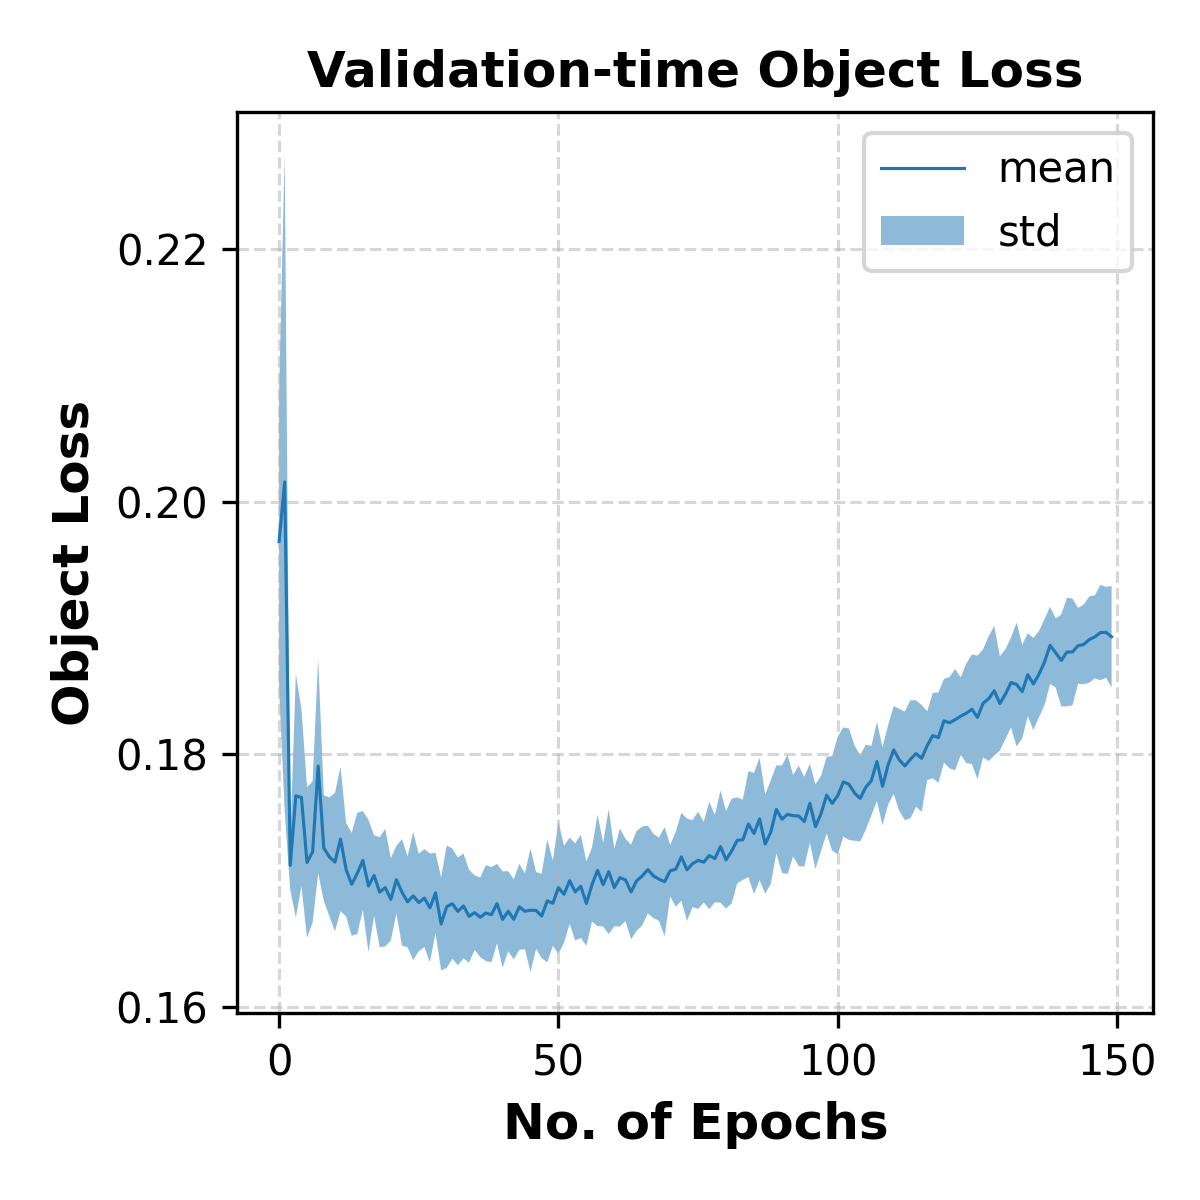 Validation-time Object Loss
mean
std
Object Loss
0.22
0.20
0.18
0.16
0 50 100 150
No. of Epochs